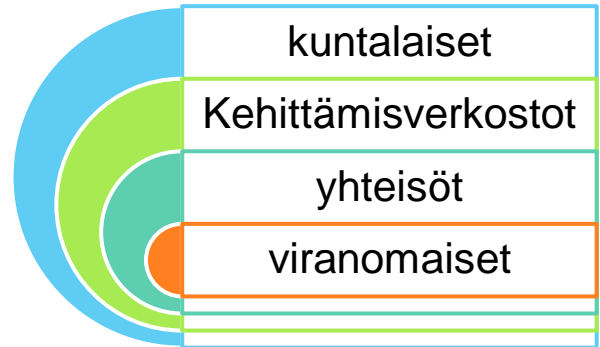 kuntalaiset
Kehittämisverkostot
yhteisöt
viranomaiset